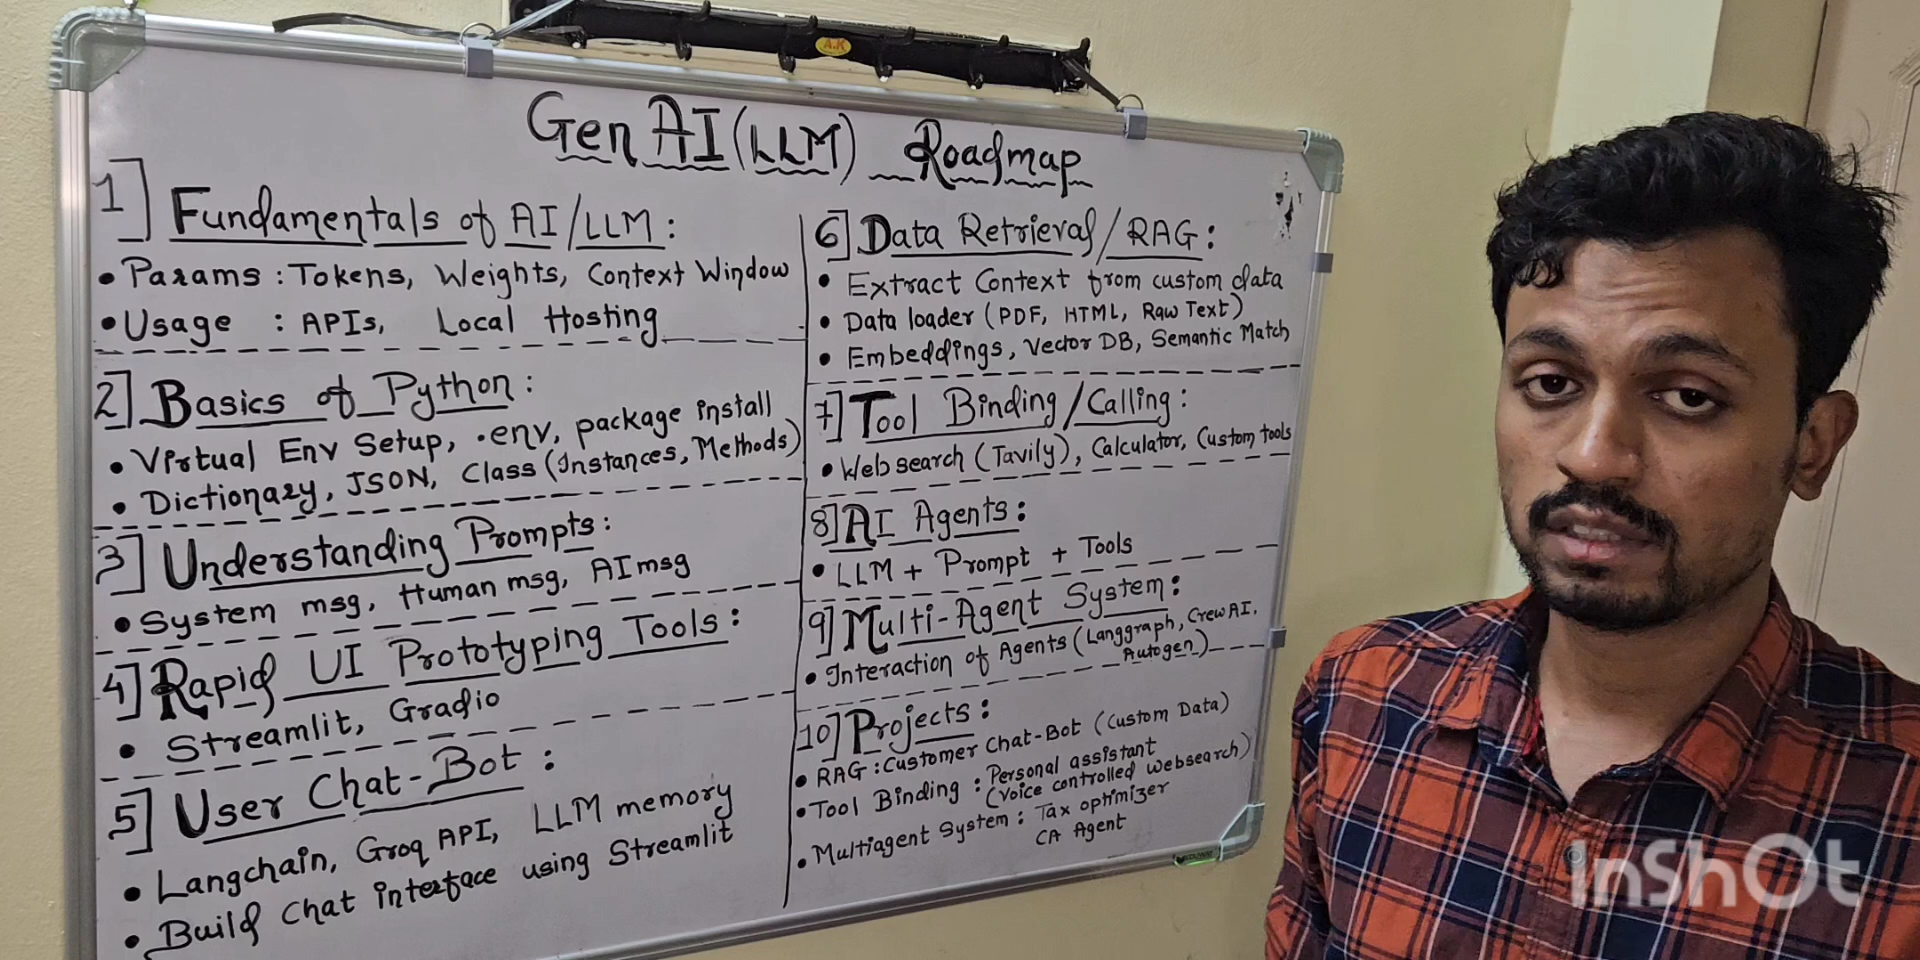 A.K
Gen AI (LLM) Roadmap
1] Fundamentals of AI/LLM:
• Params : Tokens, Weights, Context Window
• Usage : APIs, Local Hosting
2] Basics of Python:
• Virtual Env Setup, .env, package install
• Dictionary, JSON, Class (Instances, Methods)
3] Understanding Prompts:
• System msg, Human msg, AI msg
4] Rapid UI Prototyping Tools:
• Streamlit, Gradio
5] User Chat-Bot:
• Langchain, Groq API, LLM memory
• Build chat interface using Streamlit
6] Data Retrieval/RAG:
• Extract Context from custom data
• Data loader (PDF, HTML, Raw Text)
• Embeddings, Vector DB, Semantic Match
7] Tool Binding/Calling:
• Websearch (Tavily), Calculator, Custom tools
8] AI Agents:
• LLM + Prompt + Tools
9] Multi-Agent System:
• Interaction of Agents (Langgraph, CrewAI,
Autogen)
10] Projects:
• RAG : Customer Chat-Bot (Custom Data)
• Tool Binding : Personal assistant
(Voice controlled websearch)
• Multiagent System : Tax optimizer
CA Agent
InShOt